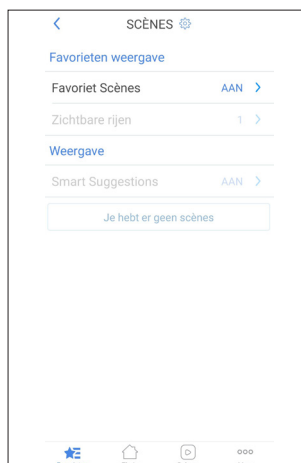 SCÈNES
Favorieten weergave
Favoriet Scènes AAN
Zichtbare rijen 1
Weergave
Smart Suggestions AAN
Je hebt er geen scènes